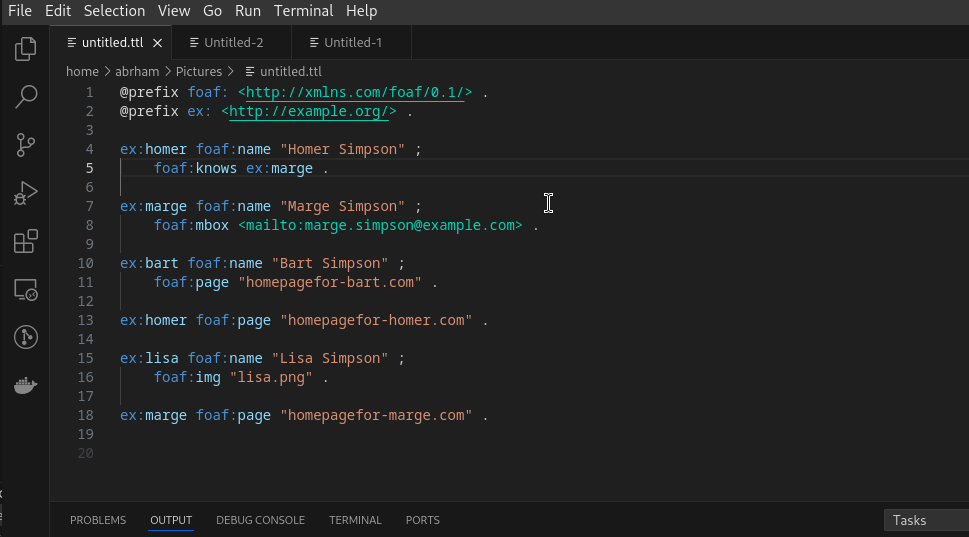 File Edit Selection View Go Run Terminal Help
untitled.ttl Untitled-2 Untitled-1
home > abrham > Pictures > untitled.ttl
1 @prefix foaf: <http://xmlns.com/foaf/0.1/> .
2 @prefix ex: <http://example.org/> .
3
4 ex:homer foaf:name "Homer Simpson" ;
5     foaf:knows ex:marge .
6
7 ex:marge foaf:name "Marge Simpson" ;
8     foaf:mbox <mailto:marge.simpson@example.com> .
9
10 ex:bart foaf:name "Bart Simpson" ;
11     foaf:page "homepagefor-bart.com" .
12
13 ex:homer foaf:page "homepagefor-homer.com" .
14
15 ex:lisa foaf:name "Lisa Simpson" ;
16     foaf:img "lisa.png" .
17
18 ex:marge foaf:page "homepagefor-marge.com" .
19
20
PROBLEMS OUTPUT DEBUG CONSOLE TERMINAL PORTS Tasks